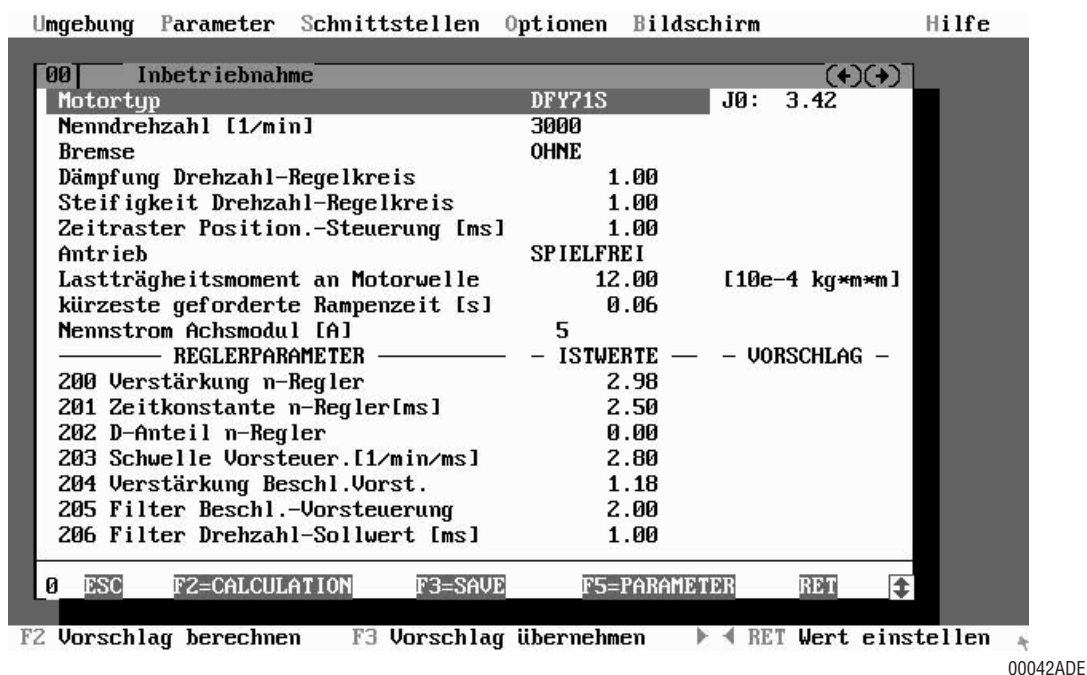 Umgebung Parameter Schnittstellen Optionen Bildschirm Hilfe
00 Inbetriebnahme (←)(→)
Motortyp DFY71S J0: 3.42
Nenndrehzahl [1/min] 3000
Bremse OHNE
Dämpfung Drehzahl-Regelkreis 1.00
Steifigkeit Drehzahl-Regelkreis 1.00
Zeitraster Position.-Steuerung [ms] 1.00
Antrieb SPIELFREI
Lastträgheitsmoment an Motorwelle 12.00 [10e-4 kg*m*m]
kürzeste geforderte Rampenzeit [s] 0.06
Nennstrom Achsmodul [A] 5
REGLERPARAMETER - ISTWERTE - - VORSCHLAG -
200 Verstärkung n-Regler 2.98
201 Zeitkonstante n-Regler[ms] 2.50
202 D-Anteil n-Regler 0.00
203 Schwelle Vorsteuer.[1/min/ms] 2.80
204 Verstärkung Beschl.Vorst. 1.18
205 Filter Beschl.-Vorsteuerung 2.00
206 Filter Drehzahl-Sollwert [ms] 1.00
0 ESC F2=CALCULATION F3=SAVE F5=PARAMETER RET
F2 Vorschlag berechnen F3 Vorschlag übernehmen ▶ ◀ RET Wert einstellen
00042ADE